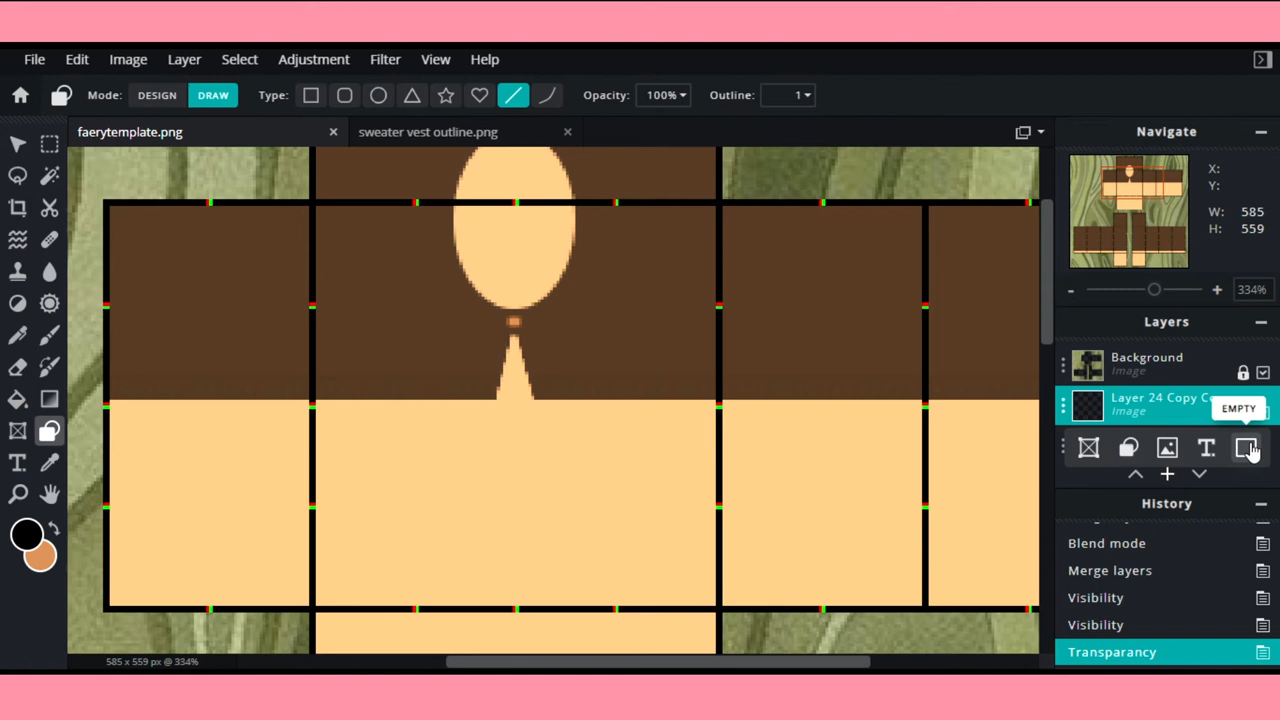 File Edit Image Layer Select Adjustment Filter View Help
Mode: DESIGN DRAW Type: Opacity: 100% Outline: 1
faerytemplate.png sweater vest outline.png
Navigate
X:
Y:
W: 585
H: 559
334%
Layers
Background
Image
Layer 24 Copy
Image
EMPTY
T
History
Blend mode
Merge layers
Visibility
Visibility
Transparancy
585 x 559 px @ 334%